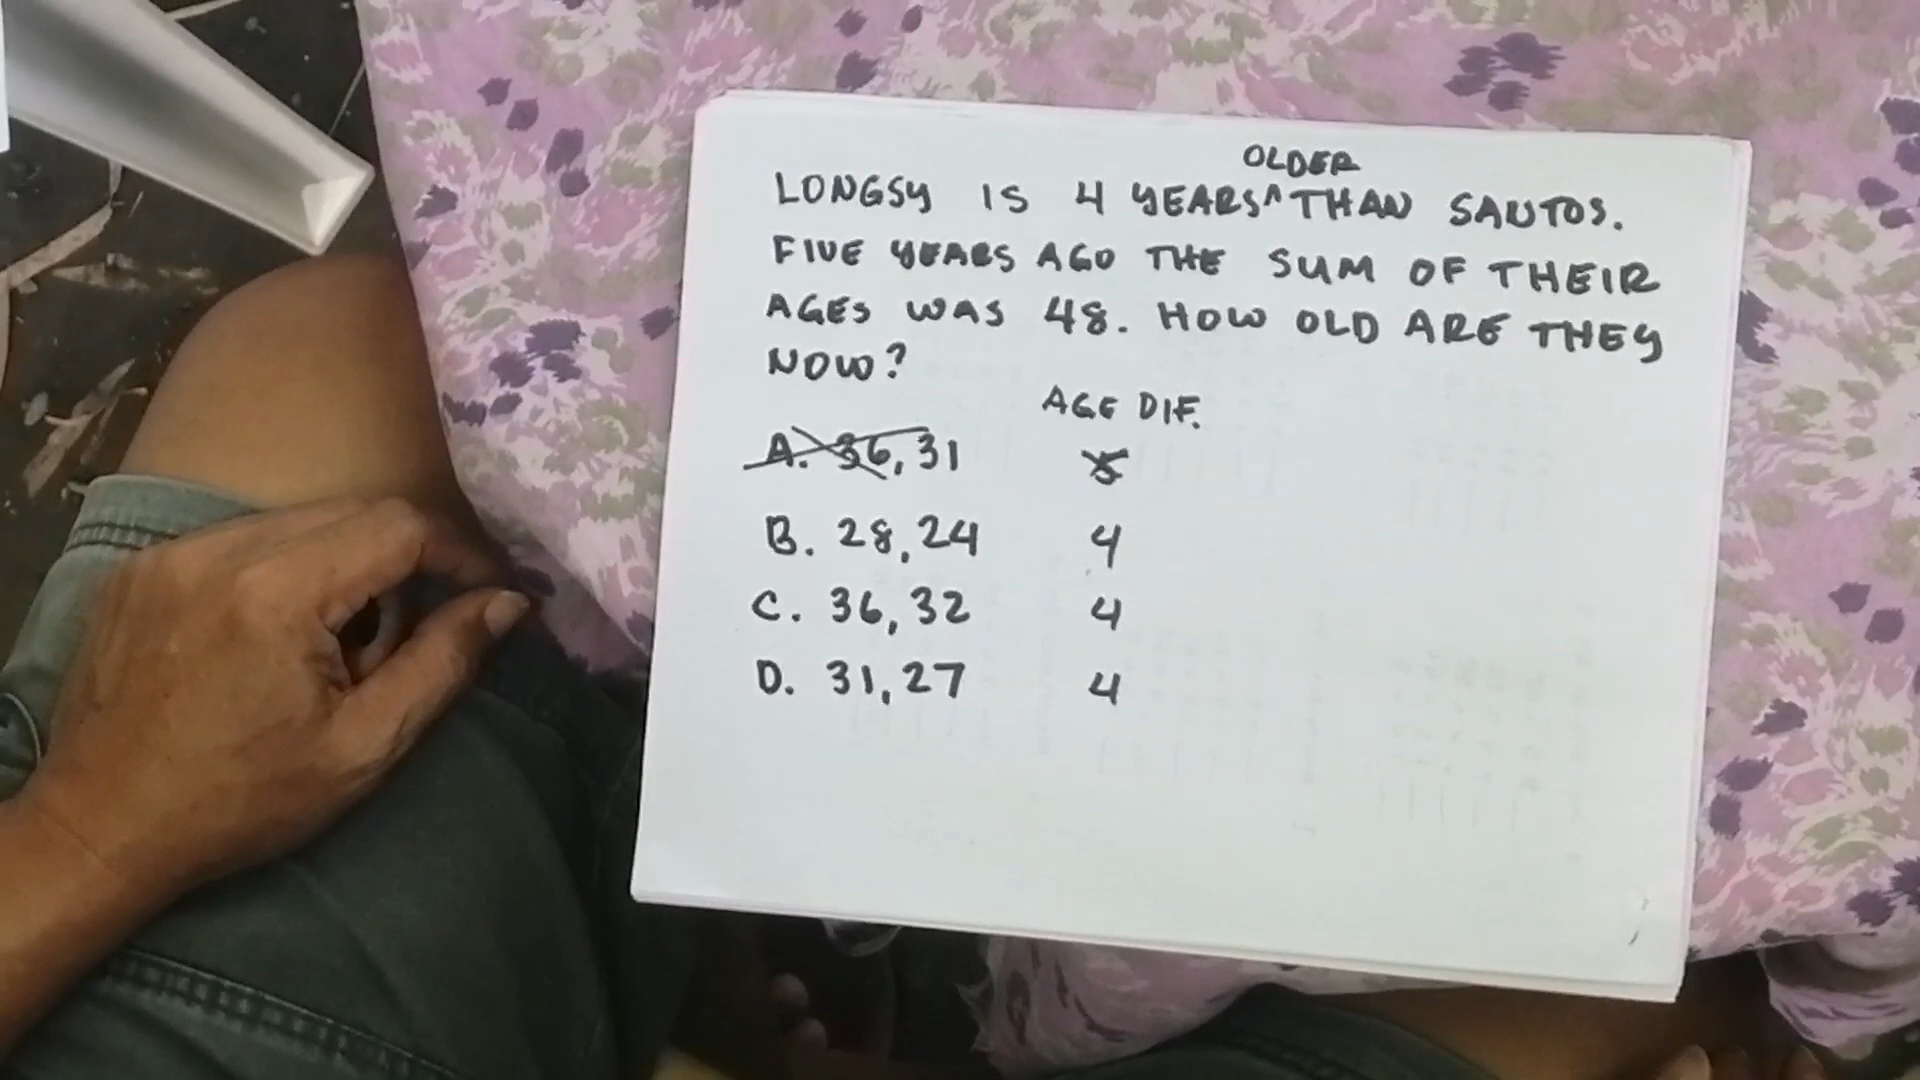 OLDER
LONGSY IS 4 YEARS^THAN SANTOS.
FIVE YEARS AGO THE SUM OF THEIR
AGES WAS 48. HOW OLD ARE THEY
NOW?
AGE DIF.
A. 36, 31 5
B. 28, 24 4
C. 36, 32 4
D. 31, 27 4